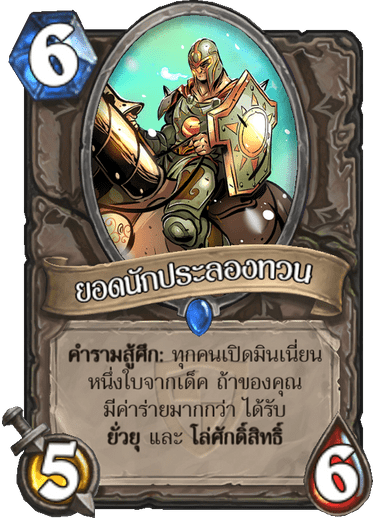 6
ยอดนักประลองทวน
คำรามสู้ศึก: ทุกคนเปิดมินเนี่ยน
หนึ่งใบจากเด็ค ถ้าของคุณ
มีค่าร่ายมากกว่า ได้รับ
ยั่วยุ และ โล่ศักดิ์สิทธิ์
5
6